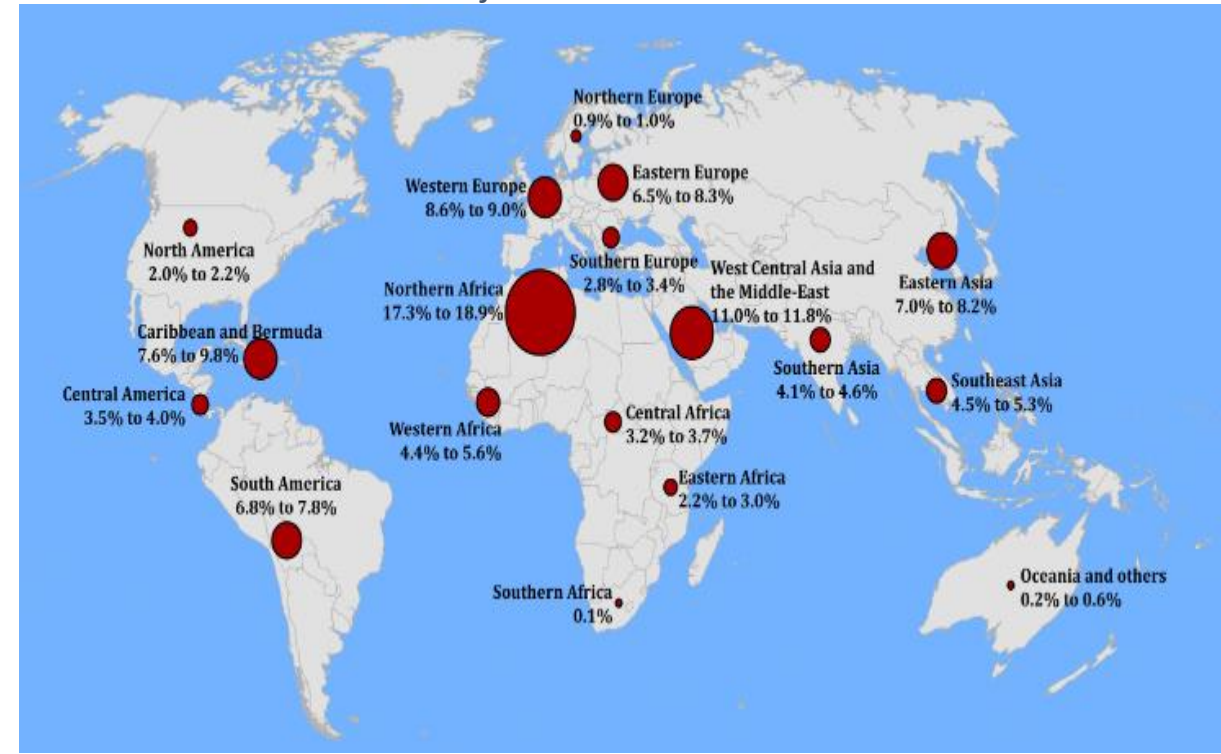 Northern Europe
0.9% to 1.0%
Eastern Europe
6.5% to 8.3%
Western Europe
8.6% to 9.0%
North America
2.0% to 2.2%
Southern Europe
2.8% to 3.4%
West Central Asia and
the Middle-East
11.0% to 11.8%
Eastern Asia
7.0% to 8.2%
Northern Africa
17.3% to 18.9%
Caribbean and Bermuda
7.6% to 9.8%
Southern Asia
4.1% to 4.6%
Southeast Asia
4.5% to 5.3%
Central America
3.5% to 4.0%
Western Africa
4.4% to 5.6%
Central Africa
3.2% to 3.7%
South America
6.8% to 7.8%
Eastern Africa
2.2% to 3.0%
Southern Africa
0.1%
Oceania and others
0.2% to 0.6%